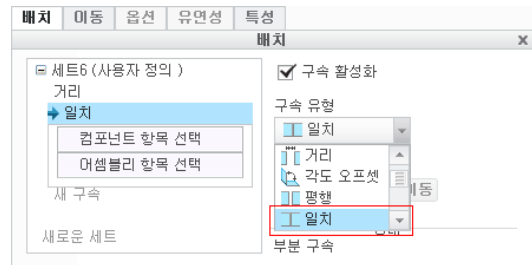 배치 이동 옵션 유연성 특성
배치 x
세트6 (사용자 정의 )
거리
일치
컴포넌트 항목 선택
어셈블리 항목 선택
새 구속
새로운 세트
구속 활성화
구속 유형
일치
거리
각도 오프셋
평행
일치
이동
부분 구속